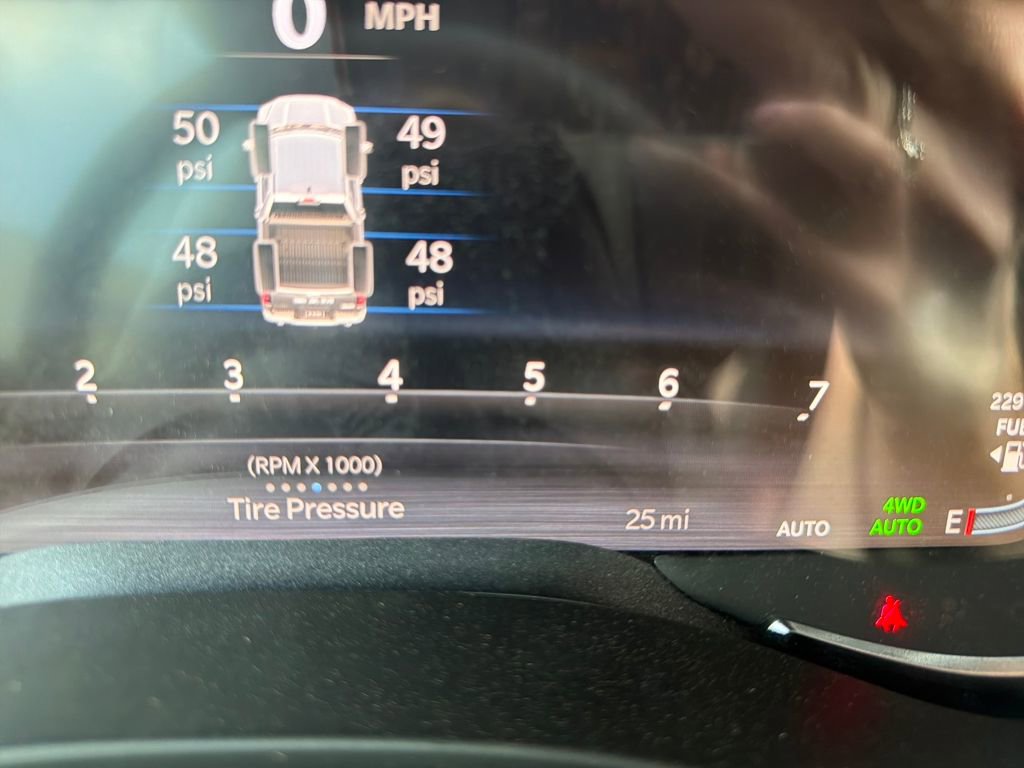 0 MPH
50 psi
49 psi
48 psi
48 psi
2 3 4 5 6 7
229
(RPM X 1000)
Tire Pressure
25 mi
AUTO
4WD AUTO
E